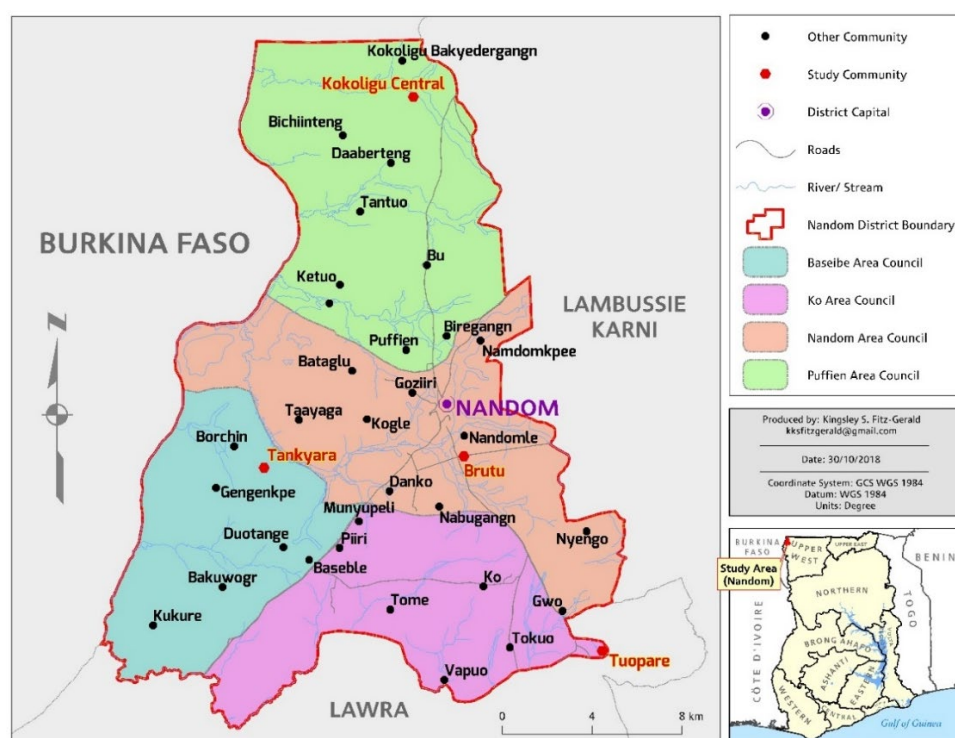 Kokoligu Bakyedergangn
Kokoligu Central
Bichiinteng
Daaberteng
Tantuo
BURKINA FASO
Bu
Ketuo
LAMBUSSIE
KARNI
Biregangn
Puffien
Namdomkpee
Bataglu
Goziiri
NANDOM
Taayaga
Kogle
Nandomle
Borchin
Tankyara
Brutu
Gengenkpe
Danko
Munyupeli
Nabugangn
Duotange
Piiri
Nyengo
Baseble
Bakuwogr
Ko
Tome
Gwo
Kukure
Tokuo
Tuopare
Vapuo
LAWRA
0 4 8 km
N
Other Community
Study Community
District Capital
Roads
River/ Stream
Nandom District Boundary
Baseibe Area Council
Ko Area Council
Nandom Area Council
Puffien Area Council
Produced by: Kingsley S. Fitz-Gerald
kksfitzgerald@gmail.com
Date: 30/10/2018
Coordinate System: GCS WGS 1984
Datum: WGS 1984
Units: Degree
BURKINA
FASO
UPPER
WEST
UPPER EAST
BENIN
Study Area
(Nandom)
NORTHERN
TOGO
CÔTE D'IVOIRE
BRONG AHAFO
ASHANTI
EASTERN
WESTERN
CENTRAL
Gulf of Guinea